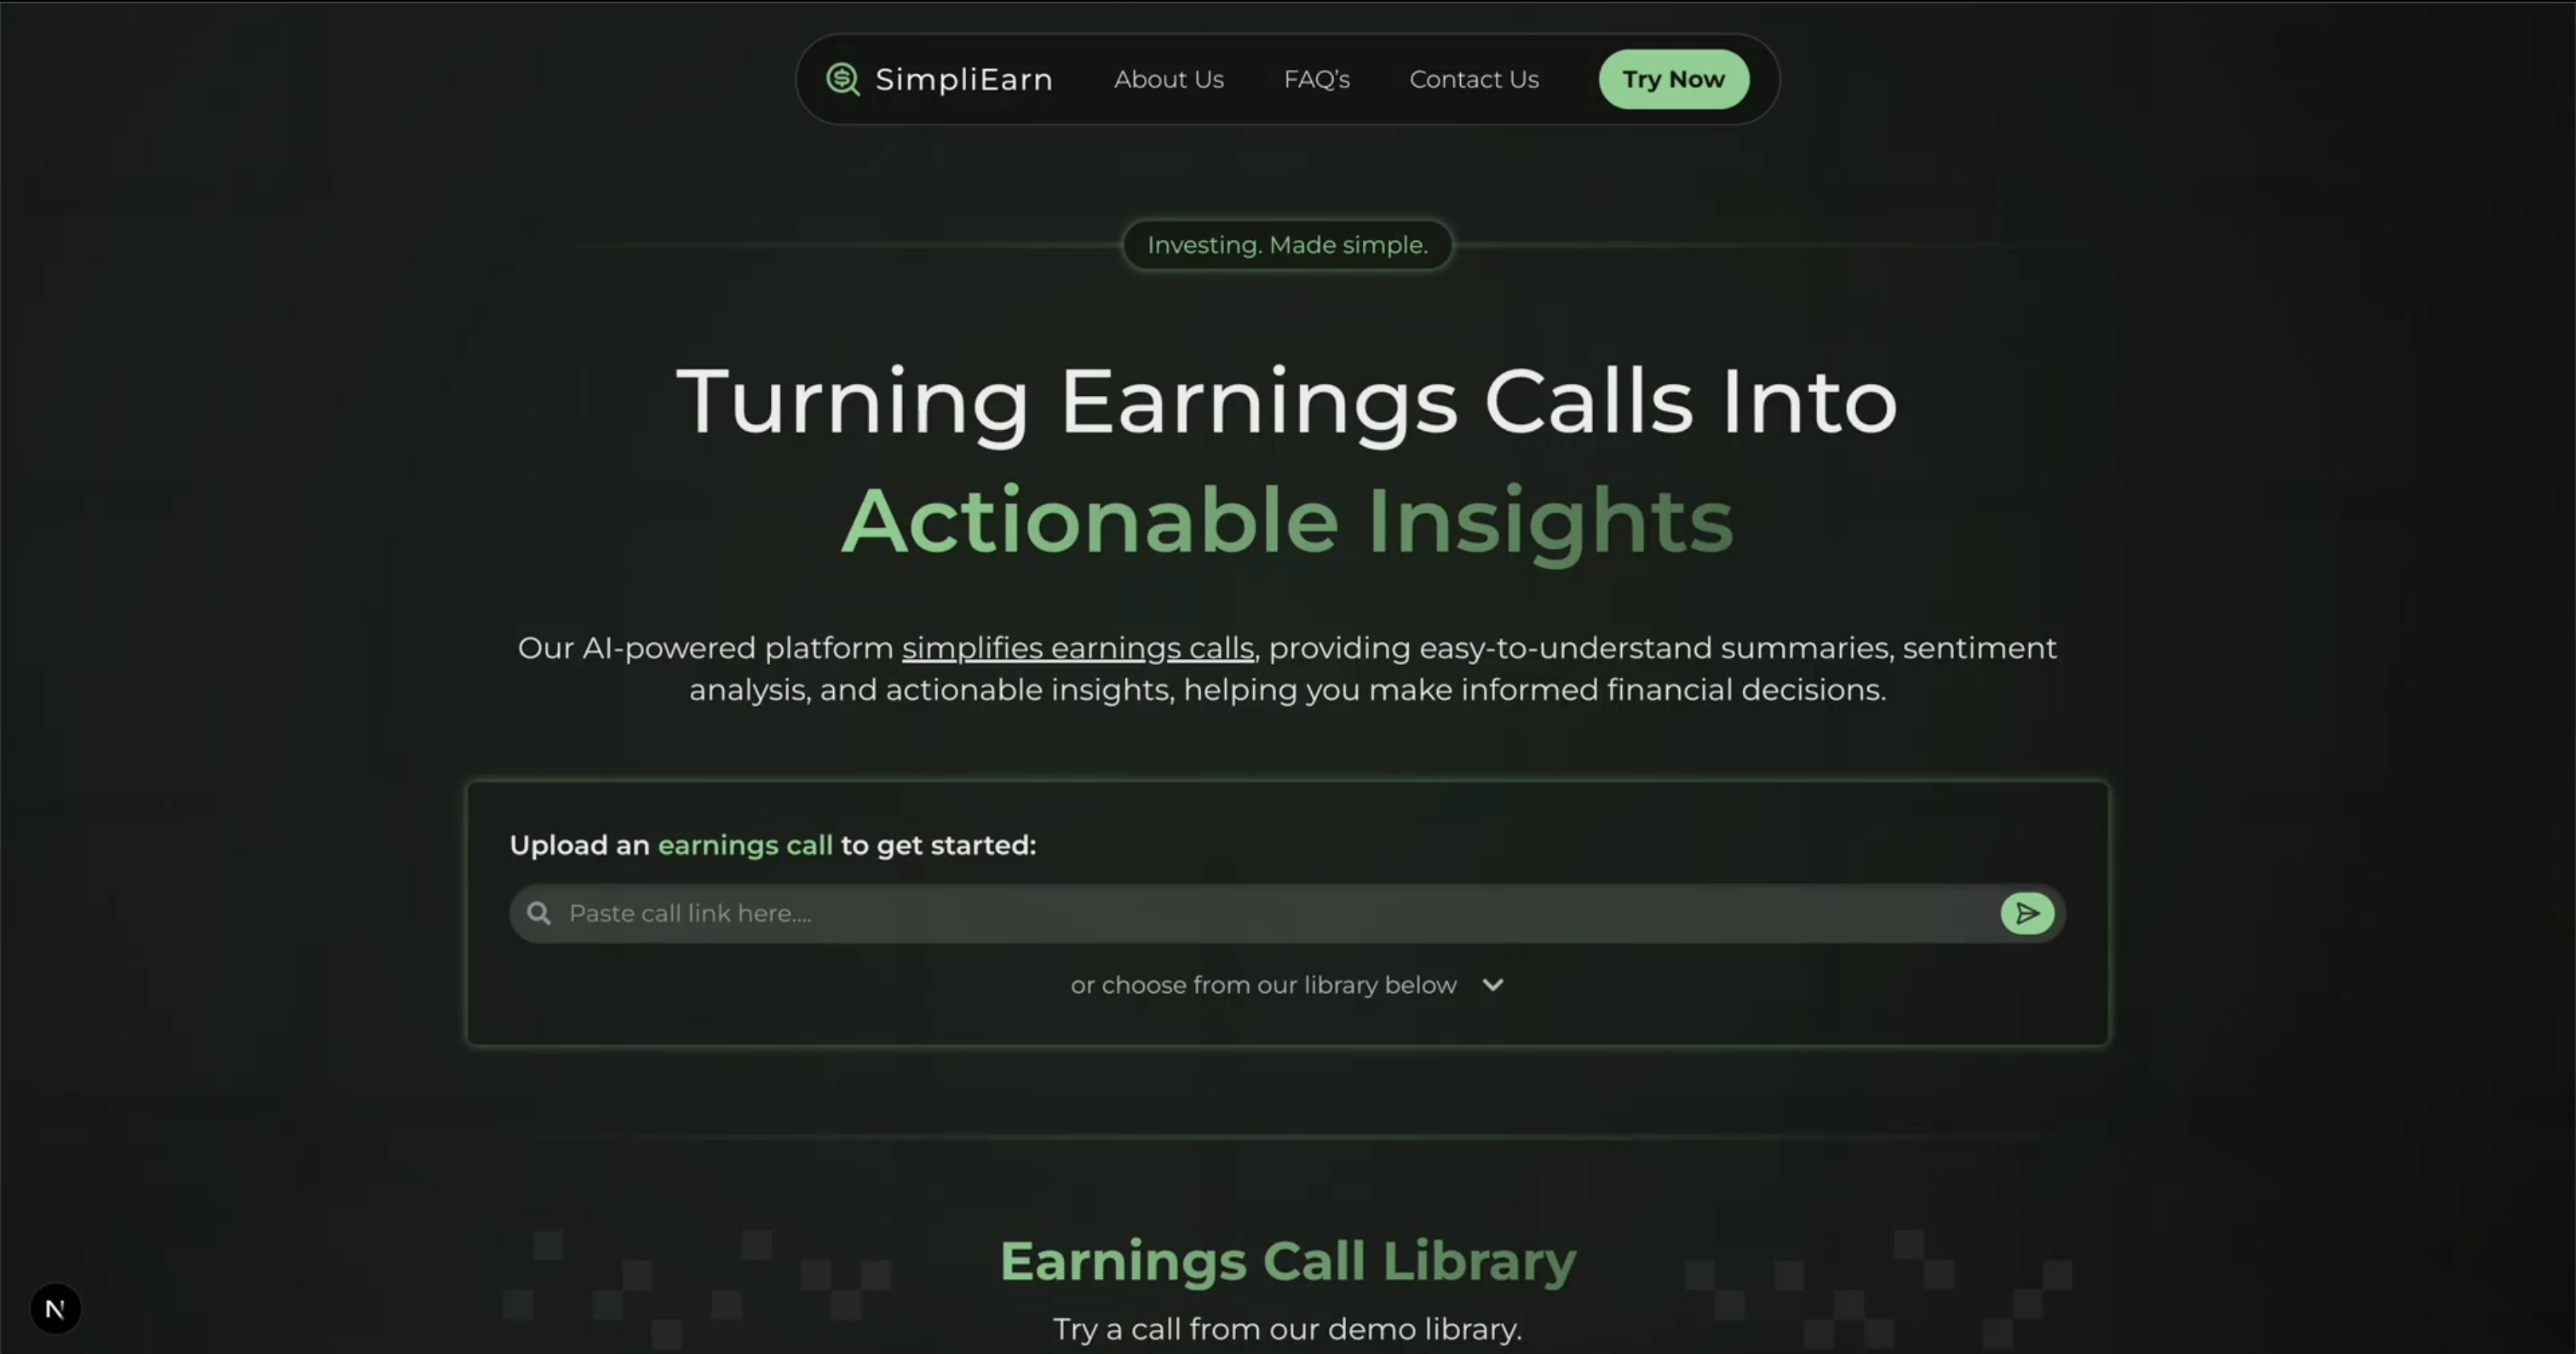 SimpliEarn
About Us
FAQ’s
Contact Us
Try Now
Investing. Made simple.
Turning Earnings Calls Into
Actionable Insights
Our AI-powered platform simplifies earnings calls, providing easy-to-understand summaries, sentiment
analysis, and actionable insights, helping you make informed financial decisions.
Upload an earnings call to get started:
Paste call link here....
or choose from our library below
Earnings Call Library
Try a call from our demo library.
N